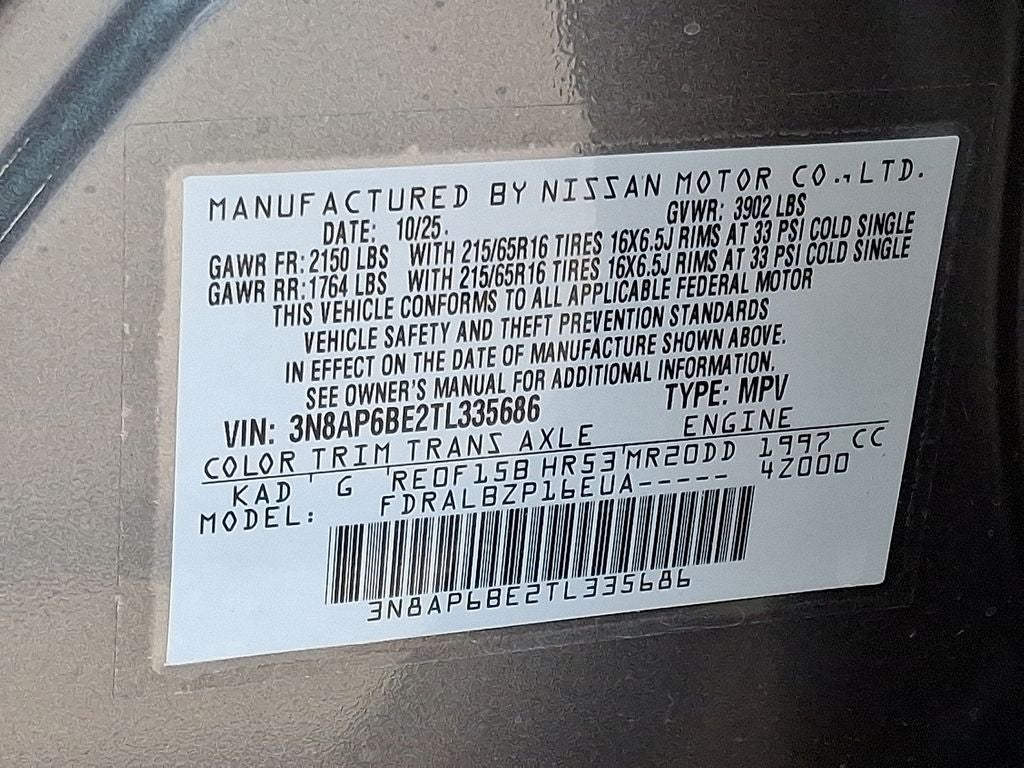 MANUFACTURED BY NISSAN MOTOR CO., LTD.
DATE: 10/25. GVWR: 3902 LBS
GAWR FR: 2150 LBS WITH 215/65R16 TIRES 16X6.5J RIMS AT 33 PSI COLD SINGLE
GAWR RR: 1764 LBS WITH 215/65R16 TIRES 16X6.5J RIMS AT 33 PSI COLD SINGLE
THIS VEHICLE CONFORMS TO ALL APPLICABLE FEDERAL MOTOR
VEHICLE SAFETY AND THEFT PREVENTION STANDARDS
IN EFFECT ON THE DATE OF MANUFACTURE SHOWN ABOVE.
SEE OWNER'S MANUAL FOR ADDITIONAL INFORMATION.
VIN: 3N8AP6BE2TL335686 TYPE: MPV
COLOR TRIM TRANS AXLE ENGINE
KAD G RE0F15B HR53 MR20DD 1997 CC
MODEL: FDRALBZP16EUA----- 42000
3N8AP6BE2TL335686